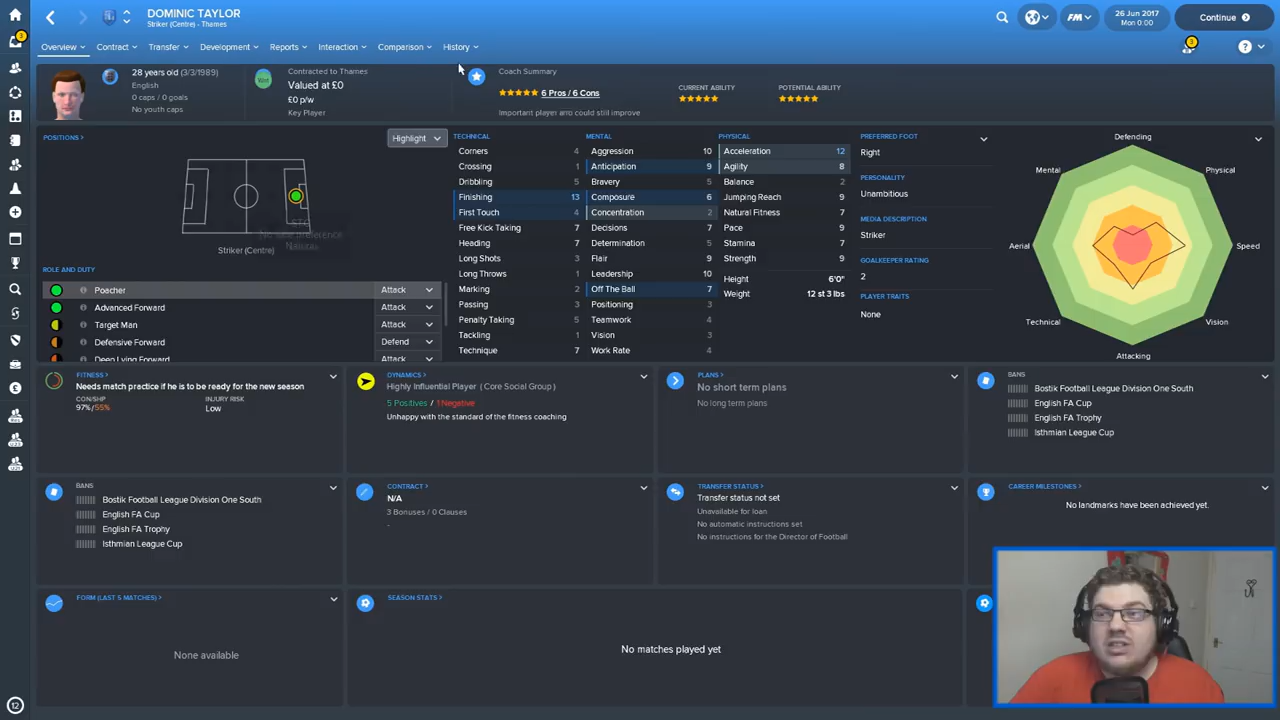 DOMINIC TAYLOR
Striker (Centre) - Thames
26 Jun 2017
Mon 0:00
Continue
FM
3
Overview
Contract
Transfer
Development
Reports
Interaction
Comparison
History
3
?
28 years old (3/3/1989)
English
0 caps / 0 goals
No youth caps
Wnt
Contracted to Thames
Valued at £0
£0 p/w
Key Player
Coach Summary
6 Pros / 6 Cons
Important player and could still improve
CURRENT ABILITY
POTENTIAL ABILITY
POSITIONS >
Highlight
Striker (Centre)
ROLE AND DUTY
Poacher Attack
Advanced Forward Attack
Target Man Attack
Defensive Forward Defend
Deep Lying Forward Attack
TECHNICAL
Corners 4
Crossing 1
Dribbling 5
Finishing 13
First Touch 4
Free Kick Taking 7
Heading 7
Long Shots 3
Long Throws 1
Marking 2
Passing 3
Penalty Taking 5
Tackling 1
Technique 7
MENTAL
Aggression 10
Anticipation 9
Bravery 5
Composure 6
Concentration 2
Decisions 7
Determination 5
Flair 9
Leadership 10
Off The Ball 7
Positioning 3
Teamwork 4
Vision 3
Work Rate 4
PHYSICAL
Acceleration 12
Agility 8
Balance 2
Jumping Reach 9
Natural Fitness 7
Pace 9
Stamina 7
Strength 9
Height 6'0"
Weight 12 st 3 lbs
PREFERRED FOOT
Right
PERSONALITY
Unambitious
MEDIA DESCRIPTION
Striker
GOALKEEPER RATING
2
PLAYER TRAITS
None
Defending
Physical
Speed
Vision
Attacking
Technical
Aerial
Mental
FITNESS >
Needs match practice if he is to be ready for the new season
CON/SHP
97%/55%
INJURY RISK
Low
DYNAMICS >
Highly Influential Player ( Core Social Group )
5 Positives / 1 Negative
Unhappy with the standard of the fitness coaching
PLANS >
No short term plans
No long term plans
BANS
Bostik Football League Division One South
English FA Cup
English FA Trophy
Isthmian League Cup
BANS
Bostik Football League Division One South
English FA Cup
English FA Trophy
Isthmian League Cup
CONTRACT >
N/A
3 Bonuses / 0 Clauses
-
TRANSFER STATUS >
Transfer status not set
Unavailable for loan
No automatic instructions set
No instructions for the Director of Football
CAREER MILESTONES >
No landmarks have been achieved yet.
FORM (LAST 5 MATCHES) >
None available
SEASON STATS >
No matches played yet
12